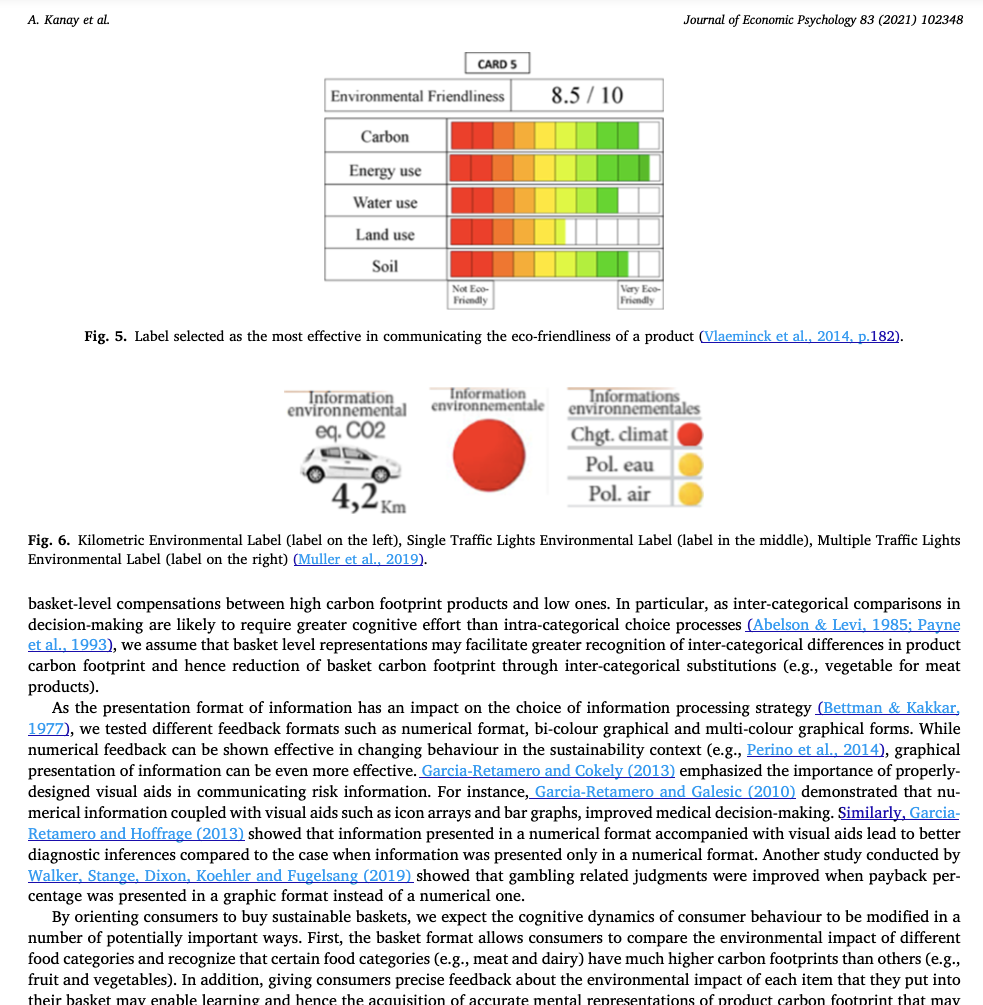 A. Kanay et al.
Journal of Economic Psychology 83 (2021) 102348
CARD 5
Environmental Friendliness 8.5 / 10
Carbon
Energy use
Water use
Land use
Soil
Not Eco-
Friendly
Very Eco-
Friendly
Fig. 5. Label selected as the most effective in communicating the eco-friendliness of a product (Vlaeminck et al., 2014, p.182).
Information
environnemental
eq. CO2
4,2 Km
Information
environnementale
Informations
environnementales
Chgt. climat
Pol. eau
Pol. air
Fig. 6. Kilometric Environmental Label (label on the left), Single Traffic Lights Environmental Label (label in the middle), Multiple Traffic Lights
Environmental Label (label on the right) (Muller et al., 2019).
basket-level compensations between high carbon footprint products and low ones. In particular, as inter-categorical comparisons in
decision-making are likely to require greater cognitive effort than intra-categorical choice processes (Abelson & Levi, 1985; Payne
et al., 1993), we assume that basket level representations may facilitate greater recognition of inter-categorical differences in product
carbon footprint and hence reduction of basket carbon footprint through inter-categorical substitutions (e.g., vegetable for meat
products).
As the presentation format of information has an impact on the choice of information processing strategy (Bettman & Kakkar,
1977), we tested different feedback formats such as numerical format, bi-colour graphical and multi-colour graphical forms. While
numerical feedback can be shown effective in changing behaviour in the sustainability context (e.g., Perino et al., 2014), graphical
presentation of information can be even more effective. Garcia-Retamero and Cokely (2013) emphasized the importance of properly-
designed visual aids in communicating risk information. For instance, Garcia-Retamero and Galesic (2010) demonstrated that nu-
merical information coupled with visual aids such as icon arrays and bar graphs, improved medical decision-making. Similarly, Garcia-
Retamero and Hoffrage (2013) showed that information presented in a numerical format accompanied with visual aids lead to better
diagnostic inferences compared to the case when information was presented only in a numerical format. Another study conducted by
Walker, Stange, Dixon, Koehler and Fugelsang (2019) showed that gambling related judgments were improved when payback per-
centage was presented in a graphic format instead of a numerical one.
By orienting consumers to buy sustainable baskets, we expect the cognitive dynamics of consumer behaviour to be modified in a
number of potentially important ways. First, the basket format allows consumers to compare the environmental impact of different
food categories and recognize that certain food categories (e.g., meat and dairy) have much higher carbon footprints than others (e.g.,
fruit and vegetables). In addition, giving consumers precise feedback about the environmental impact of each item that they put into
their basket may enable learning and hence the acquisition of accurate mental representations of product carbon footprint that may